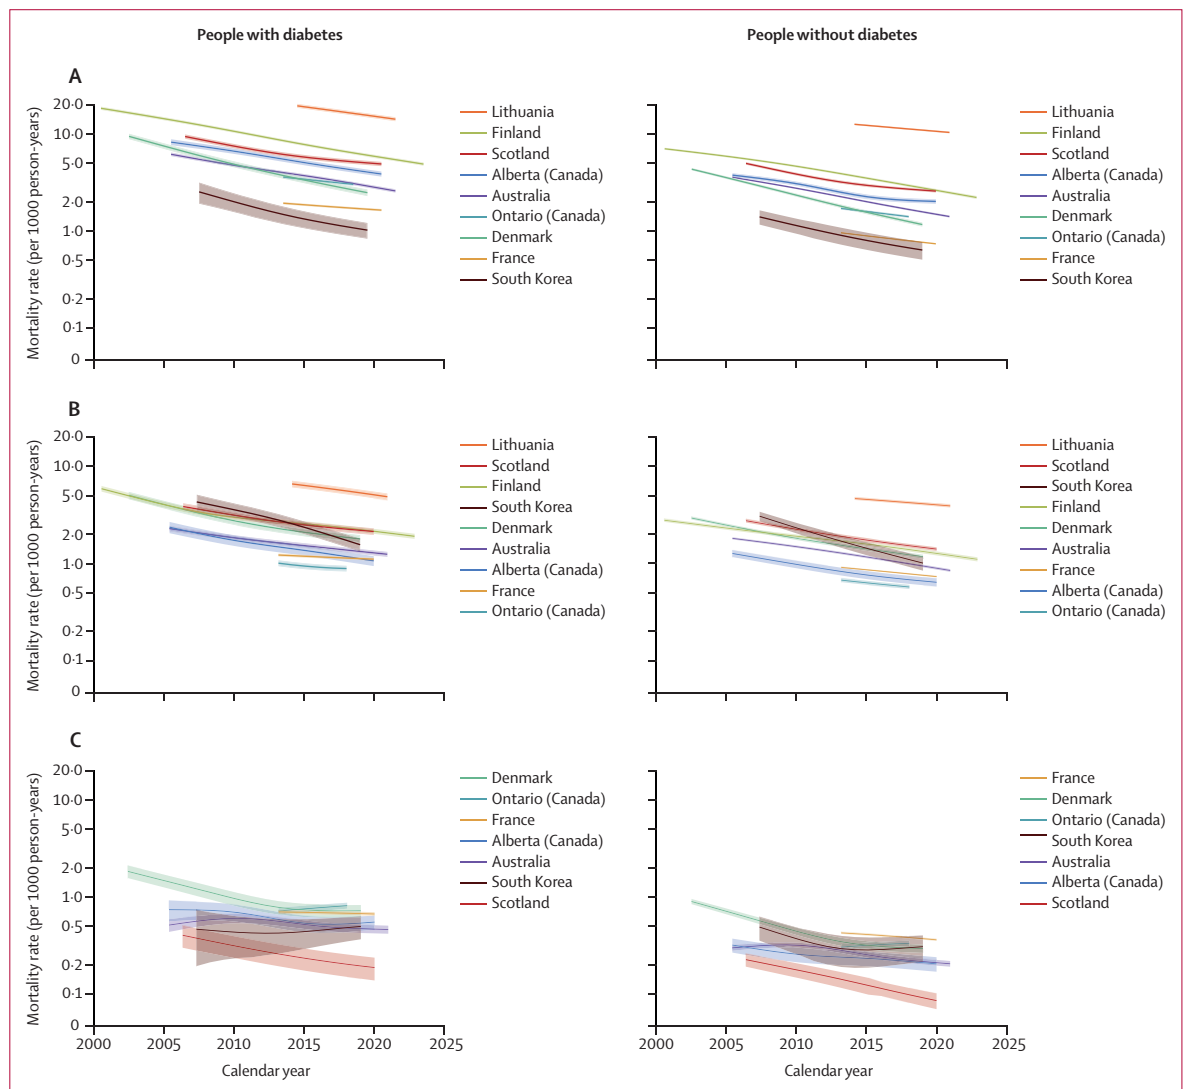 People with diabetes
People without diabetes
A
Mortality rate (per 1000 person-years)
20·0
10·0
5·0
2·0
1·0
0·5
0·2
0·1
0
Lithuania
Finland
Scotland
Alberta (Canada)
Australia
Ontario (Canada)
Denmark
France
South Korea
Lithuania
Finland
Scotland
Alberta (Canada)
Australia
Denmark
Ontario (Canada)
France
South Korea
B
Mortality rate (per 1000 person-years)
20·0
10·0
5·0
2·0
1·0
0·5
0·2
0·1
0
Lithuania
Scotland
Finland
South Korea
Denmark
Australia
Alberta (Canada)
France
Ontario (Canada)
Lithuania
Scotland
South Korea
Finland
Denmark
Australia
France
Alberta (Canada)
Ontario (Canada)
C
Mortality rate (per 1000 person-years)
20·0
10·0
5·0
2·0
1·0
0·5
0·2
0·1
0
Denmark
Ontario (Canada)
France
Alberta (Canada)
Australia
South Korea
Scotland
France
Denmark
Ontario (Canada)
South Korea
Australia
Alberta (Canada)
Scotland
2000 2005 2010 2015 2020 2025
Calendar year
2000 2005 2010 2015 2020 2025
Calendar year